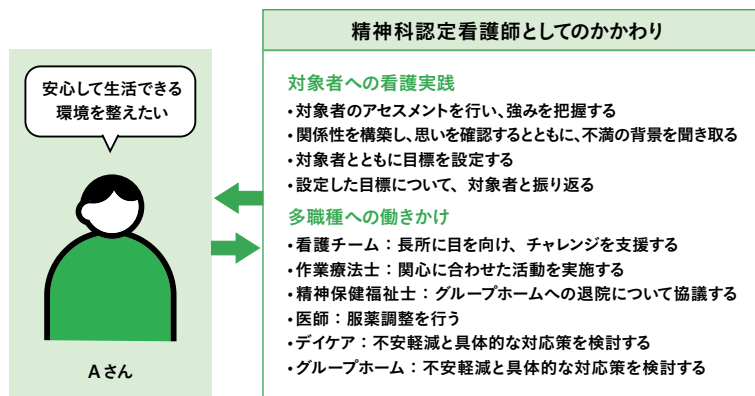 精神科認定看護師としてのかかわり
安心して生活できる
環境を整えたい
Aさん
対象者への看護実践
・対象者のアセスメントを行い、強みを把握する
・関係性を構築し、思いを確認するとともに、不満の背景を聞き取る
・対象者とともに目標を設定する
・設定した目標について、対象者と振り返る
多職種への働きかけ
・看護チーム：長所に目を向け、チャレンジを支援する
・作業療法士：関心に合わせた活動を実施する
・精神保健福祉士：グループホームへの退院について協議する
・医師：服薬調整を行う
・デイケア：不安軽減と具体的な対応策を検討する
・グループホーム：不安軽減と具体的な対応策を検討する